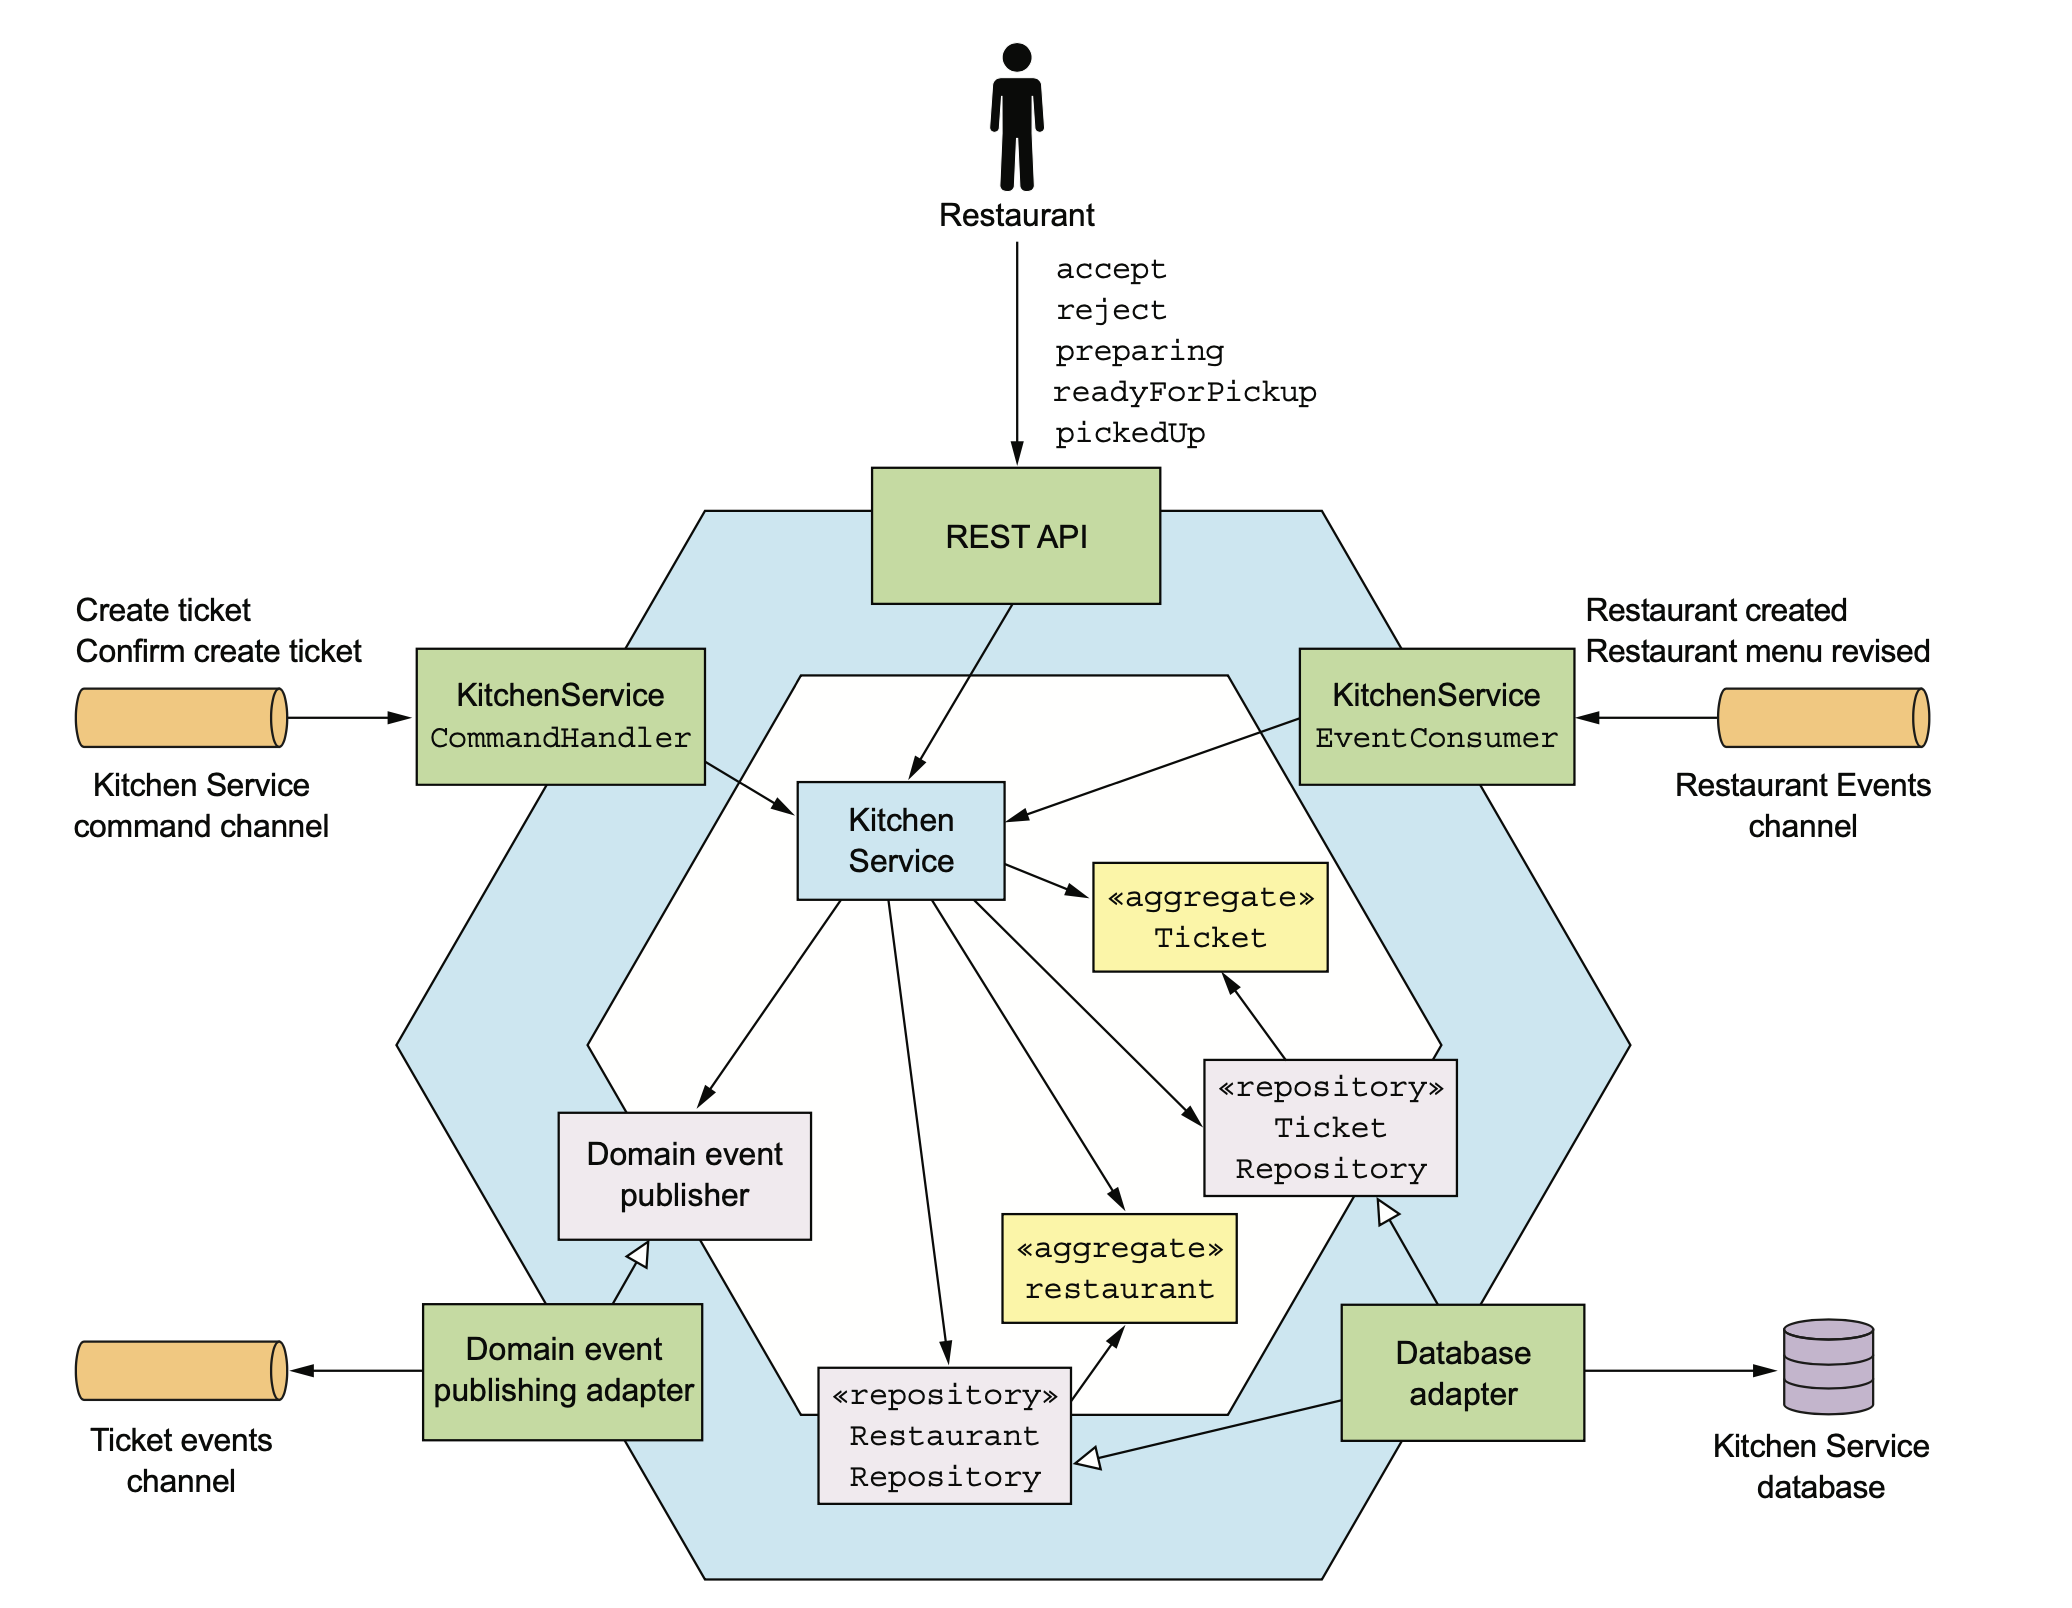 Restaurant
accept
reject
preparing
readyForPickup
pickedUp
REST API
Create ticket
Confirm create ticket
Kitchen Service
command channel
KitchenService
CommandHandler
KitchenService
EventConsumer
Restaurant created
Restaurant menu revised
Restaurant Events
channel
Kitchen
Service
«aggregate»
Ticket
«repository»
Ticket
Repository
Domain event
publisher
«aggregate»
restaurant
Domain event
publishing adapter
Ticket events
channel
«repository»
Restaurant
Repository
Database
adapter
Kitchen Service
database